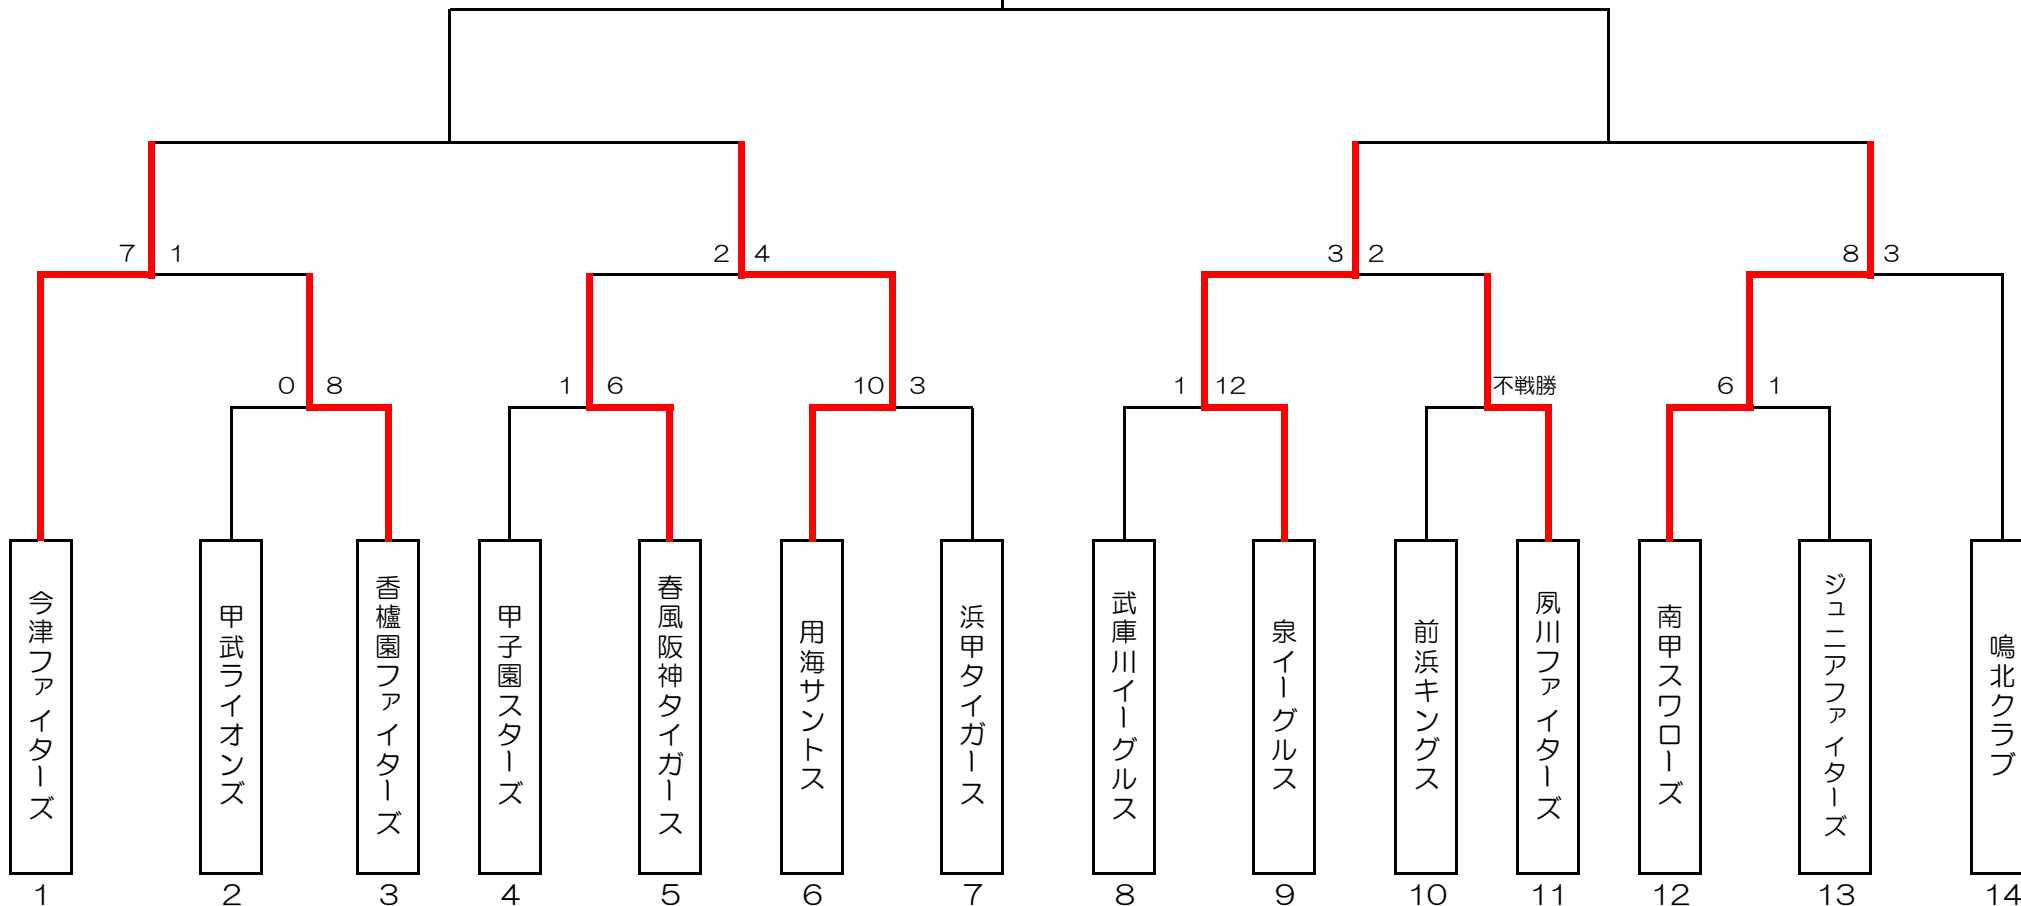 7 1
2 4
3 2
8 3
0 8
1 6
10 3
1 12
不戦勝
6 1
今津ファイターズ
甲武ライオンズ
香櫨園ファイターズ
甲子園スターズ
春風阪神タイガース
用海サントス
浜甲タイガース
武庫川イーグルス
泉イーグルス
前浜キングス
夙川ファイターズ
南甲スワローズ
ジュニアファイターズ
鳴北クラブ
1
2
3
4
5
6
7
8
9
10
11
12
13
14